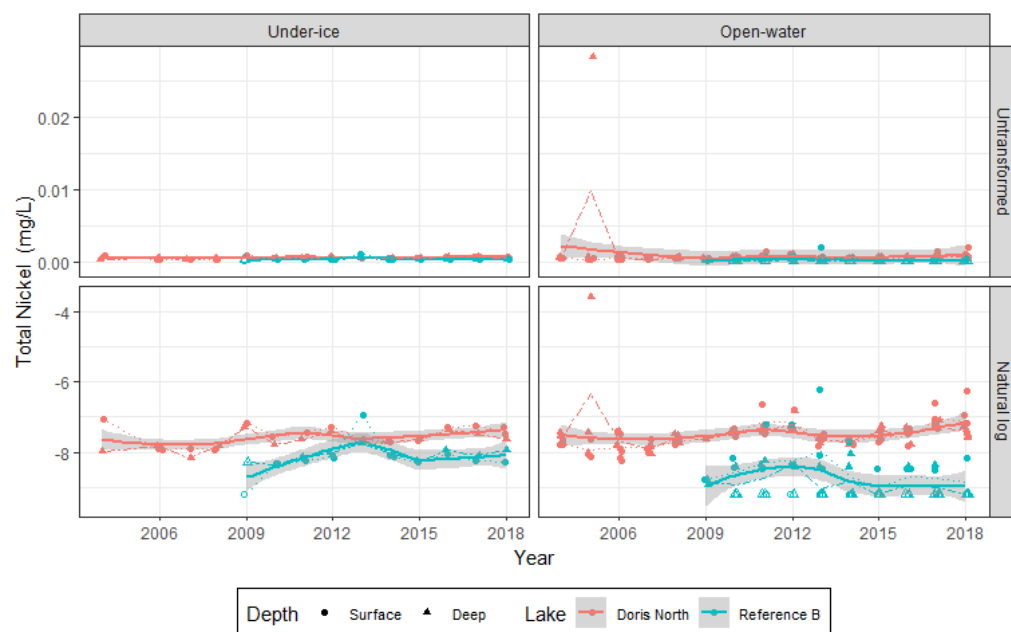 Under-ice Open-water
Total Nickel (mg/L)
0.02
0.01
0.00
Untransformed
-4
-6
-8
Natural log
2006 2009 2012 2015 2018 2006 2009 2012 2015 2018
Year
Depth Surface Deep Lake Doris North Reference B